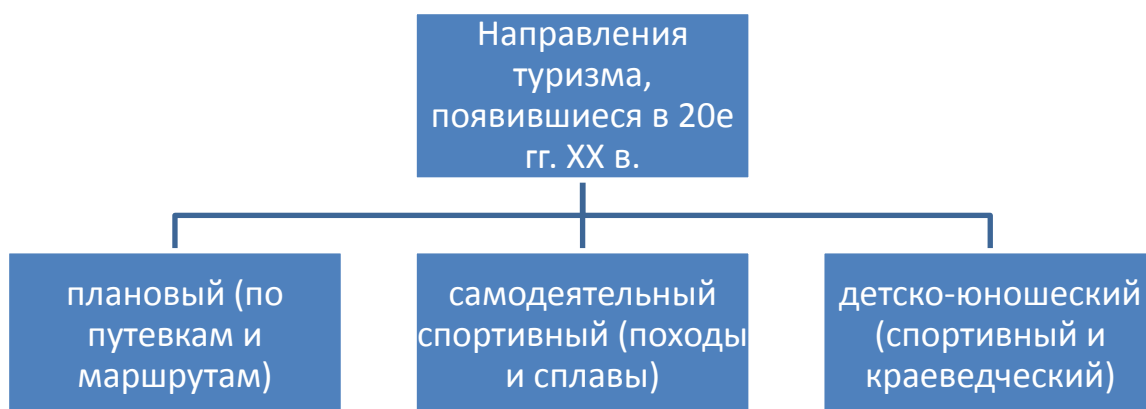 Направления
туризма,
появившиеся в 20е
гг. XX в.
плановый (по
путевкам и
маршрутам)
самодеятельный
спортивный (походы
и сплавы)
детско-юношеский
(спортивный и
краеведческий)